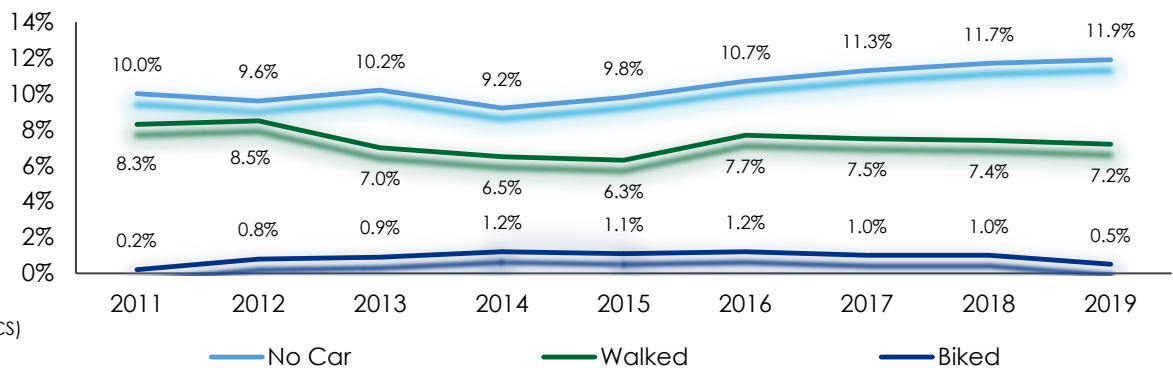 14%
12%
10%
8%
6%
4%
2%
0%
10.0% 9.6% 10.2% 9.2% 9.8% 10.7% 11.3% 11.7% 11.9%
8.3% 8.5% 7.0% 6.5% 6.3% 7.7% 7.5% 7.4% 7.2%
0.2% 0.8% 0.9% 1.2% 1.1% 1.2% 1.0% 1.0% 0.5%
2011 2012 2013 2014 2015 2016 2017 2018 2019
CS)
No Car Walked Biked